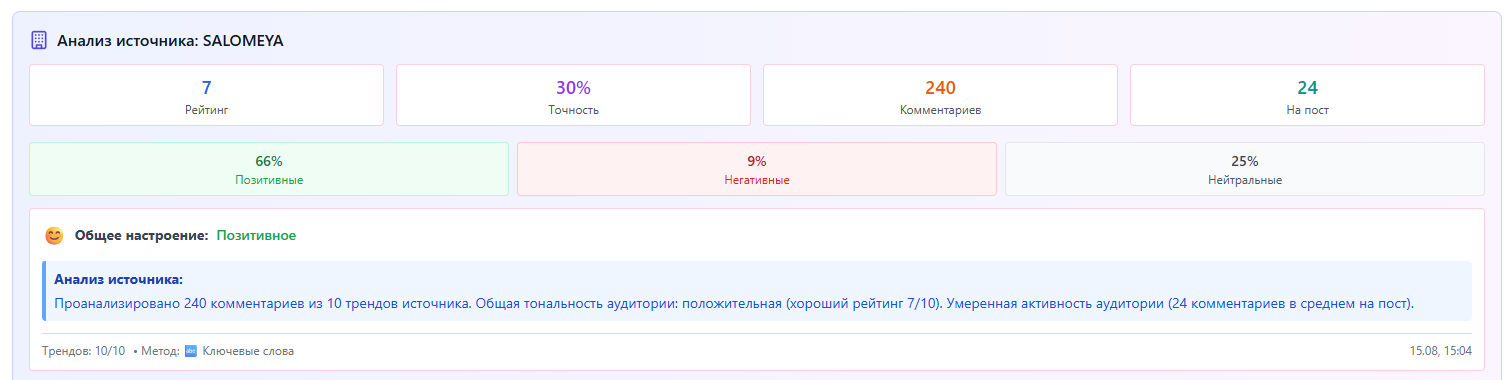 Анализ источника: SALOMEYA
7
Рейтинг
30%
Точность
240
Комментариев
24
На пост
66%
Позитивные
9%
Негативные
25%
Нейтральные
Общее настроение: Позитивное
Анализ источника:
Проанализировано 240 комментариев из 10 трендов источника. Общая тональность аудитории: положительная (хороший рейтинг 7/10). Умеренная активность аудитории (24 комментариев в среднем на пост).
Трендов: 10/10 • Метод: abc Ключевые слова
15.08, 15:04